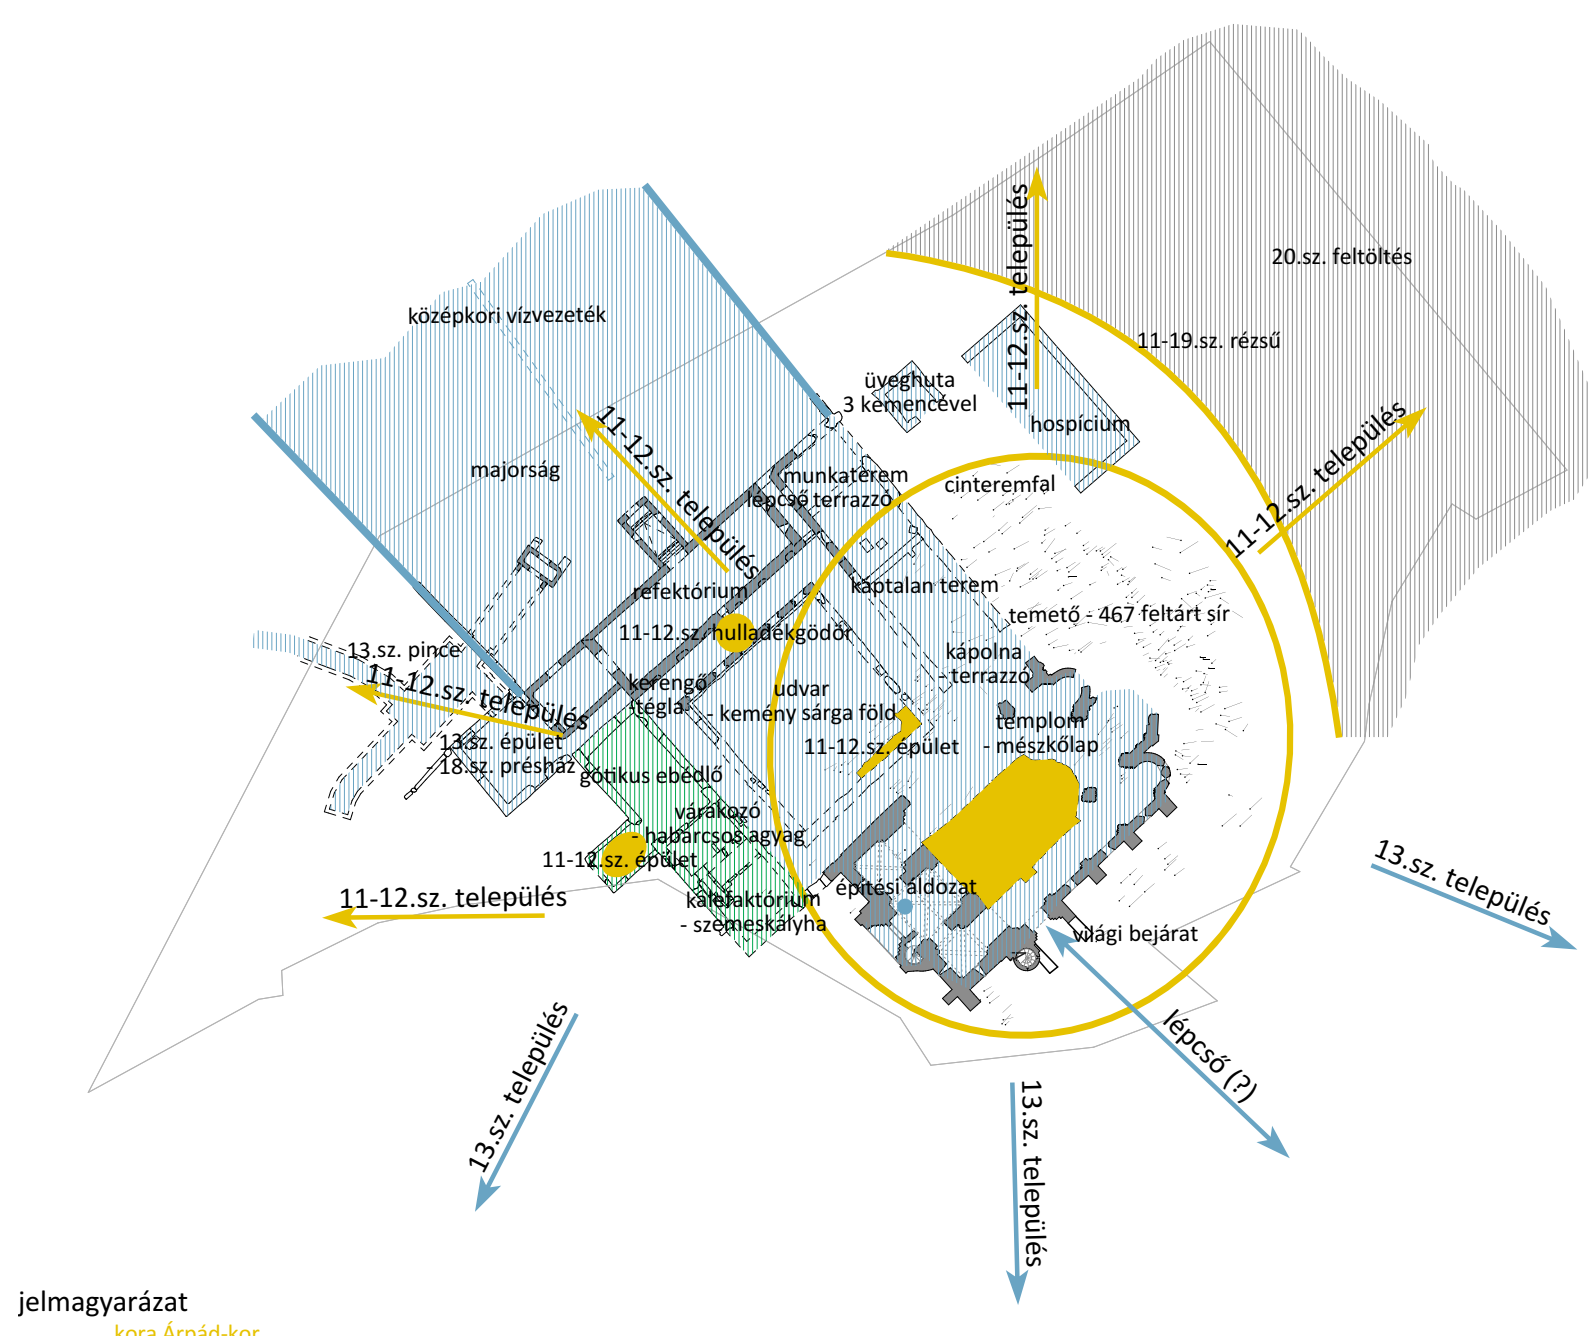 11-12.sz. település
20.sz. feltöltés
középkori vízvezeték
11-19.sz. rézsű
üveghuta
3 kemencével
11-12.sz. település
hospícium
11-12.sz. település
majorság
munkaterem
lépcső terrazzó
cinteremfal
refektórium
káptalan terem
temető - 467 feltárt sír
11-12.sz. hulladékgödör
13.sz. pince
11-12.sz. település
kápolna
- terrazzó
kerengő
-tégla
udvar
- kemény sárga föld
templom
- mészkőlap
11-12.sz. épület
13.sz. épület
- 18.sz. présház
gótikus ebédlő
várakozó
- habarcsos agyag
11-12.sz. épület
építési áldozat
13.sz. település
11-12.sz. település
kalefaktórium
- szemeskályha
világi bejárat
13.sz. település
lépcső (?)
13.sz. település
jelmagyarázat
kora Árpád-kor